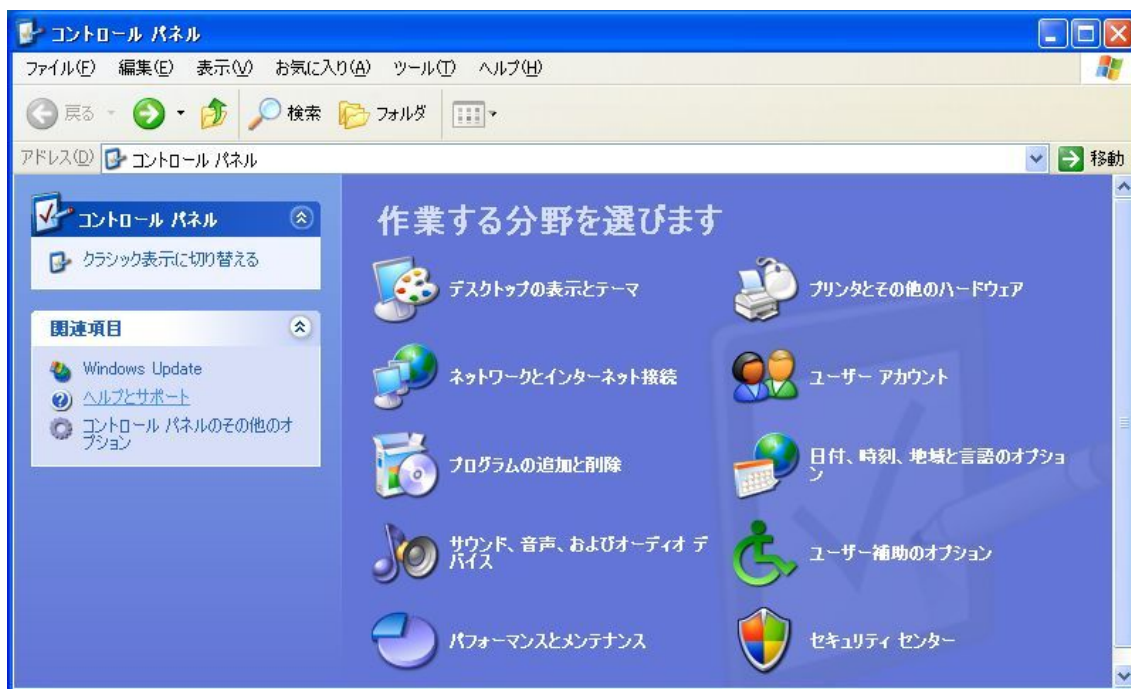 コントロール パネル
ファイル(F) 編集(E) 表示(V) お気に入り(A) ツール(T) ヘルプ(H)
戻る 検索 フォルダ
アドレス(D) コントロール パネル 移動
コントロール パネル
クラシック表示に切り替える
関連項目
Windows Update
ヘルプとサポート
コントロール パネルのその他のオ
プション
作業する分野を選びます
デスクトップの表示とテーマ
プリンタとその他のハードウェア
ネットワークとインターネット接続
ユーザー アカウント
プログラムの追加と削除
日付、時刻、地域と言語のオプショ
ン
サウンド、音声、およびオーディオ デ
バイス
ユーザー補助のオプション
パフォーマンスとメンテナンス
セキュリティ センター